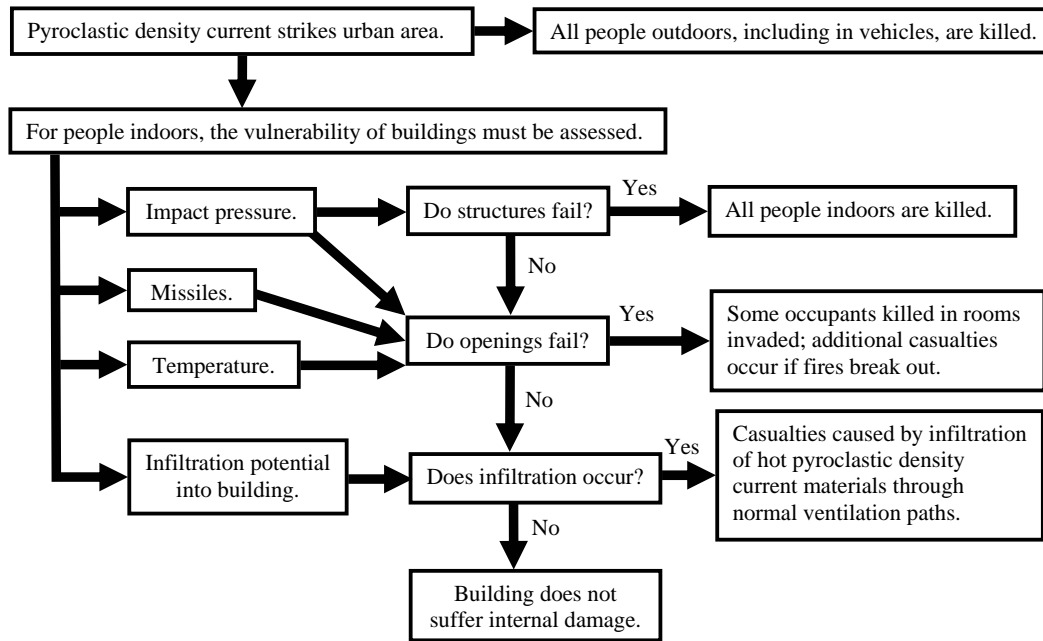 Pyroclastic density current strikes urban area.
All people outdoors, including in vehicles, are killed.
For people indoors, the vulnerability of buildings must be assessed.
Impact pressure.
Do structures fail?
Yes
All people indoors are killed.
No
Missiles.
Do openings fail?
Yes
Some occupants killed in rooms
invaded; additional casualties
occur if fires break out.
Temperature.
No
Infiltration potential
into building.
Does infiltration occur?
Yes
Casualties caused by infiltration
of hot pyroclastic density
current materials through
normal ventilation paths.
No
Building does not
suffer internal damage.